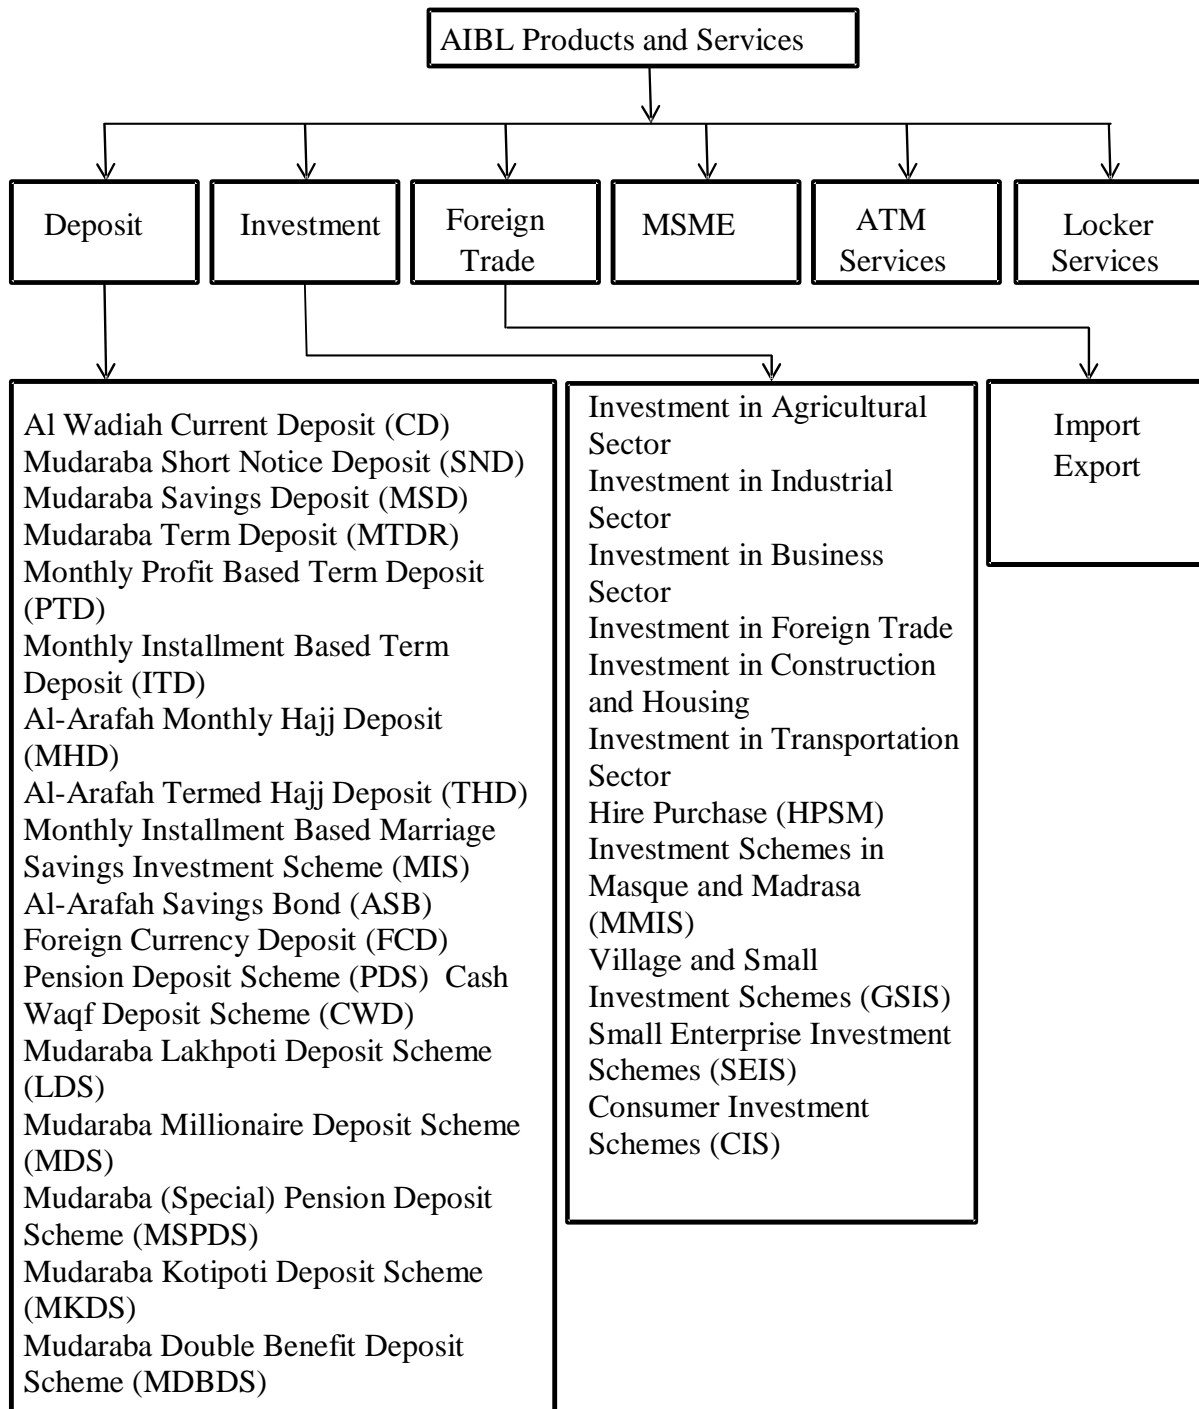 AIBL Products and Services
Deposit
Investment
Foreign
Trade
MSME
ATM
Services
Locker
Services
Al Wadiah Current Deposit (CD)
Mudaraba Short Notice Deposit (SND)
Mudaraba Savings Deposit (MSD)
Mudaraba Term Deposit (MTDR)
Monthly Profit Based Term Deposit
(PTD)
Monthly Installment Based Term
Deposit (ITD)
Al-Arafah Monthly Hajj Deposit
(MHD)
Al-Arafah Termed Hajj Deposit (THD)
Monthly Installment Based Marriage
Savings Investment Scheme (MIS)
Al-Arafah Savings Bond (ASB)
Foreign Currency Deposit (FCD)
Pension Deposit Scheme (PDS)  Cash
Waqf Deposit Scheme (CWD)
Mudaraba Lakhpoti Deposit Scheme
(LDS)
Mudaraba Millionaire Deposit Scheme
(MDS)
Mudaraba (Special) Pension Deposit
Scheme (MSPDS)
Mudaraba Kotipoti Deposit Scheme
(MKDS)
Mudaraba Double Benefit Deposit
Scheme (MDBDS)
Investment in Agricultural
Sector
Investment in Industrial
Sector
Investment in Business
Sector
Investment in Foreign Trade
Investment in Construction
and Housing
Investment in Transportation
Sector
Hire Purchase (HPSM)
Investment Schemes in
Masque and Madrasa
(MMIS)
Village and Small
Investment Schemes (GSIS)
Small Enterprise Investment
Schemes (SEIS)
Consumer Investment
Schemes (CIS)
Import
Export